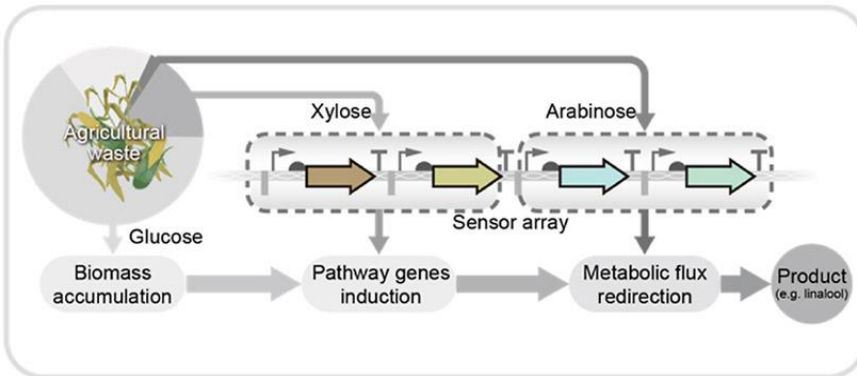 Agricultural
waste
Xylose
Arabinose
Sensor array
Glucose
Biomass
accumulation
Pathway genes
induction
Metabolic flux
redirection
Product
(e.g. linalool)